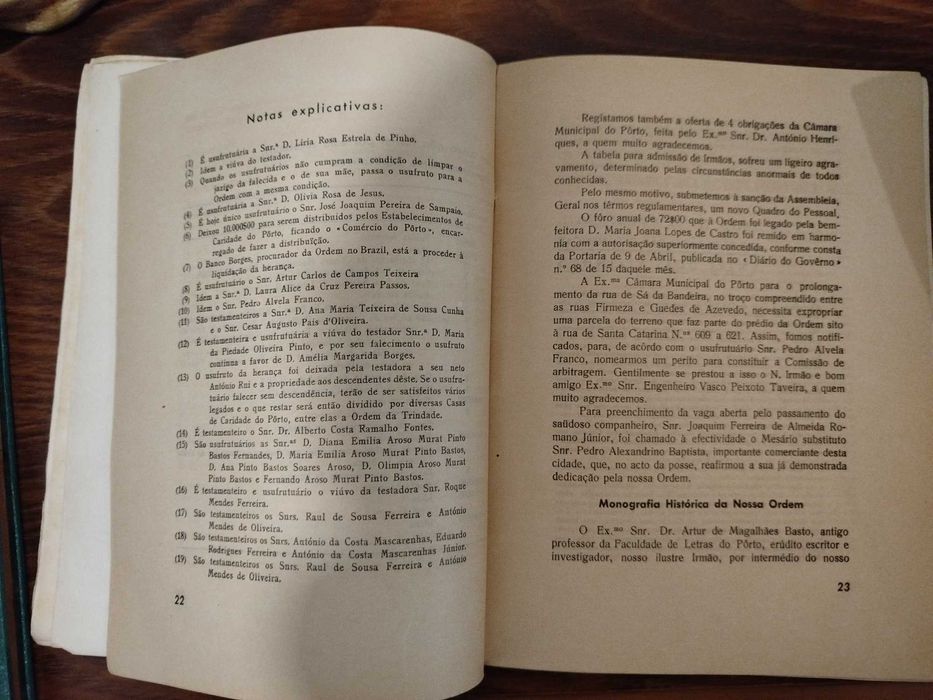 Notas explicativas:
(1) É usufrutuária a Snr.ª D. Líria Rosa Estrela de Pinho.
(2) Idem a viúva do testador.
(3) Quando os usufrutuários não cumpram a condição de limpar o
jazigo da falecida e o de sua mãe, passa o usufruto para a
Ordem com a mesma condição.
(4) É usufrutuária a Snr.ª D. Olivia Rosa de Jesus.
(5) É hoje único usufrutuário o Snr. José Joaquim Pereira de Sampaio,
(6) Deixou 10.000$00 para serem distribuidos pelos Estabelecimentos de
Caridade do Pôrto, ficando o «Comércio do Pôrto», encar-
regado de fazer a distribuïção.
(7) O Banco Borges, procurador da Ordem no Brazil, está a proceder à
liquidação da herança.
(8) É usufrutuário o Snr. Artur Carlos de Campos Teixeira
(9) Idem a Snr.ª D. Laura Alice da Cruz Pereira Passos.
(10) Idem o Snr. Pedro Alvela Franco.
(11) São testamenteiros a Snr.ª D. Ana Maria Teixeira de Sousa Cunha
e o Snr. Cesar Augusto Pais d'Oliveira.
(12) É testamenteira e usufrutuária a viúva do testador Snr.ª D. Maria
da Piedade Oliveira Pinto, e por seu falecimento o usufruto
continua a favor de D. Amélia Margarida Borges.
(13) O usufruto da herança foi deixada pela testadora a seu neto
António Rui e a propriedade aos descendentes dêste. Se o usufru-
tuário falecer sem descendência, terão de ser satisfeitos vários
legados e o que restar será então dividido por diversas Casas
de Caridade do Pôrto, entre elas a Ordem da Trindade.
(14) É testamenteiro o Snr. Dr. Alberto Costa Ramalho Fontes.
(15) São usufrutuários as Snr.ªs D, Diana Emilia Aroso Murat Pinto
Bastos Fernandes, D. Maria Emilia Aroso Murat Pinto Bastos,
D. Ana Pinto Bastos Soares Aroso, D. Olimpia Aroso Murat
Pinto Bastos e Fernando Aroso Murat Pinto Bastos.
(16) É testamenteiro e usufrutuário o viúvo da testadora Snr. Roque
Mendes Ferreira.
(17) São testamenteiros os Snrs. Raul de Sousa Ferreira e António
Mendes de Oliveira.
(18) São testamenteiros os Snrs. António da Costa Mascarenhas, Eduardo
Rodrigues Ferreira e António da Costa Mascarenhas Júnior.
(19) São testamenteiros os Snrs. Raul de Sousa Ferreira e António
Mendes de Oliveira.
22
Registamos também a oferta de 4 obrigações da Câmara
Municipal do Pôrto, feita pelo Ex.mo Snr. Dr. António Henri-
ques, a quem muito agradecemos.
A tabela para admissão de Irmãos, sofreu um ligeiro agra-
vamento, determinado pelas circunstâncias anormais de todos
conhecidas.
Pelo mesmo motivo, submetemos à sanção da Assembleia,
Geral nos têrmos regulamentares, um novo Quadro do Pessoal,
O fôro anual de 72$00 que à Ordem foi legado pela bem-
feitora D. Maria Joana Lopes de Castro foi remido em harmo-
nia com a autorisação superiormente concedida, conforme consta
da Portaria de 9 de Abril, publicada no «Diário do Govêrno»
n.º 68 de 15 daquele mês.
A Ex.ma Câmara Municipal do Pôrto para o prolonga-
mento da rua de Sá da Bandeira, no troço compreendido entre
as ruas Firmeza e Guedes de Azevedo, necessita expropriar
uma parcela do terreno que faz parte do prédio da Ordem sito
à rua de Santa Catarina N.os 609 a 621. Assim, fomos notifi-
cados, para, de acôrdo com o usufrutuário Snr. Pedro Alvela
Franco, nomearmos um perito para constituir a Comissão de
arbitragem. Gentilmente se prestou a isso o N. Irmão e bom
amigo Ex.mo Snr. Engenheiro Vasco Peixoto Taveira, a quem
muito agradecemos.
Para preenchimento da vaga aberta pelo passamento do
saüdoso companheiro, Snr. Joaquim Ferreira de Almeida Ro-
mano Júnior, foi chamado à efectividade o Mesário substituto
Snr. Pedro Alexandrino Baptista, importante comerciante desta
cidade, que, no acto da posse, reafirmou a sua já demonstrada
dedicação pela nossa Ordem.
Monografia Histórica da Nossa Ordem
O Ex.mo Snr. Dr. Artur de Magalhães Basto, antigo
professor da Faculdade de Letras do Pôrto, erúdito escritor e
investigador, nosso ilustre Irmão, por intermédio do nosso
23